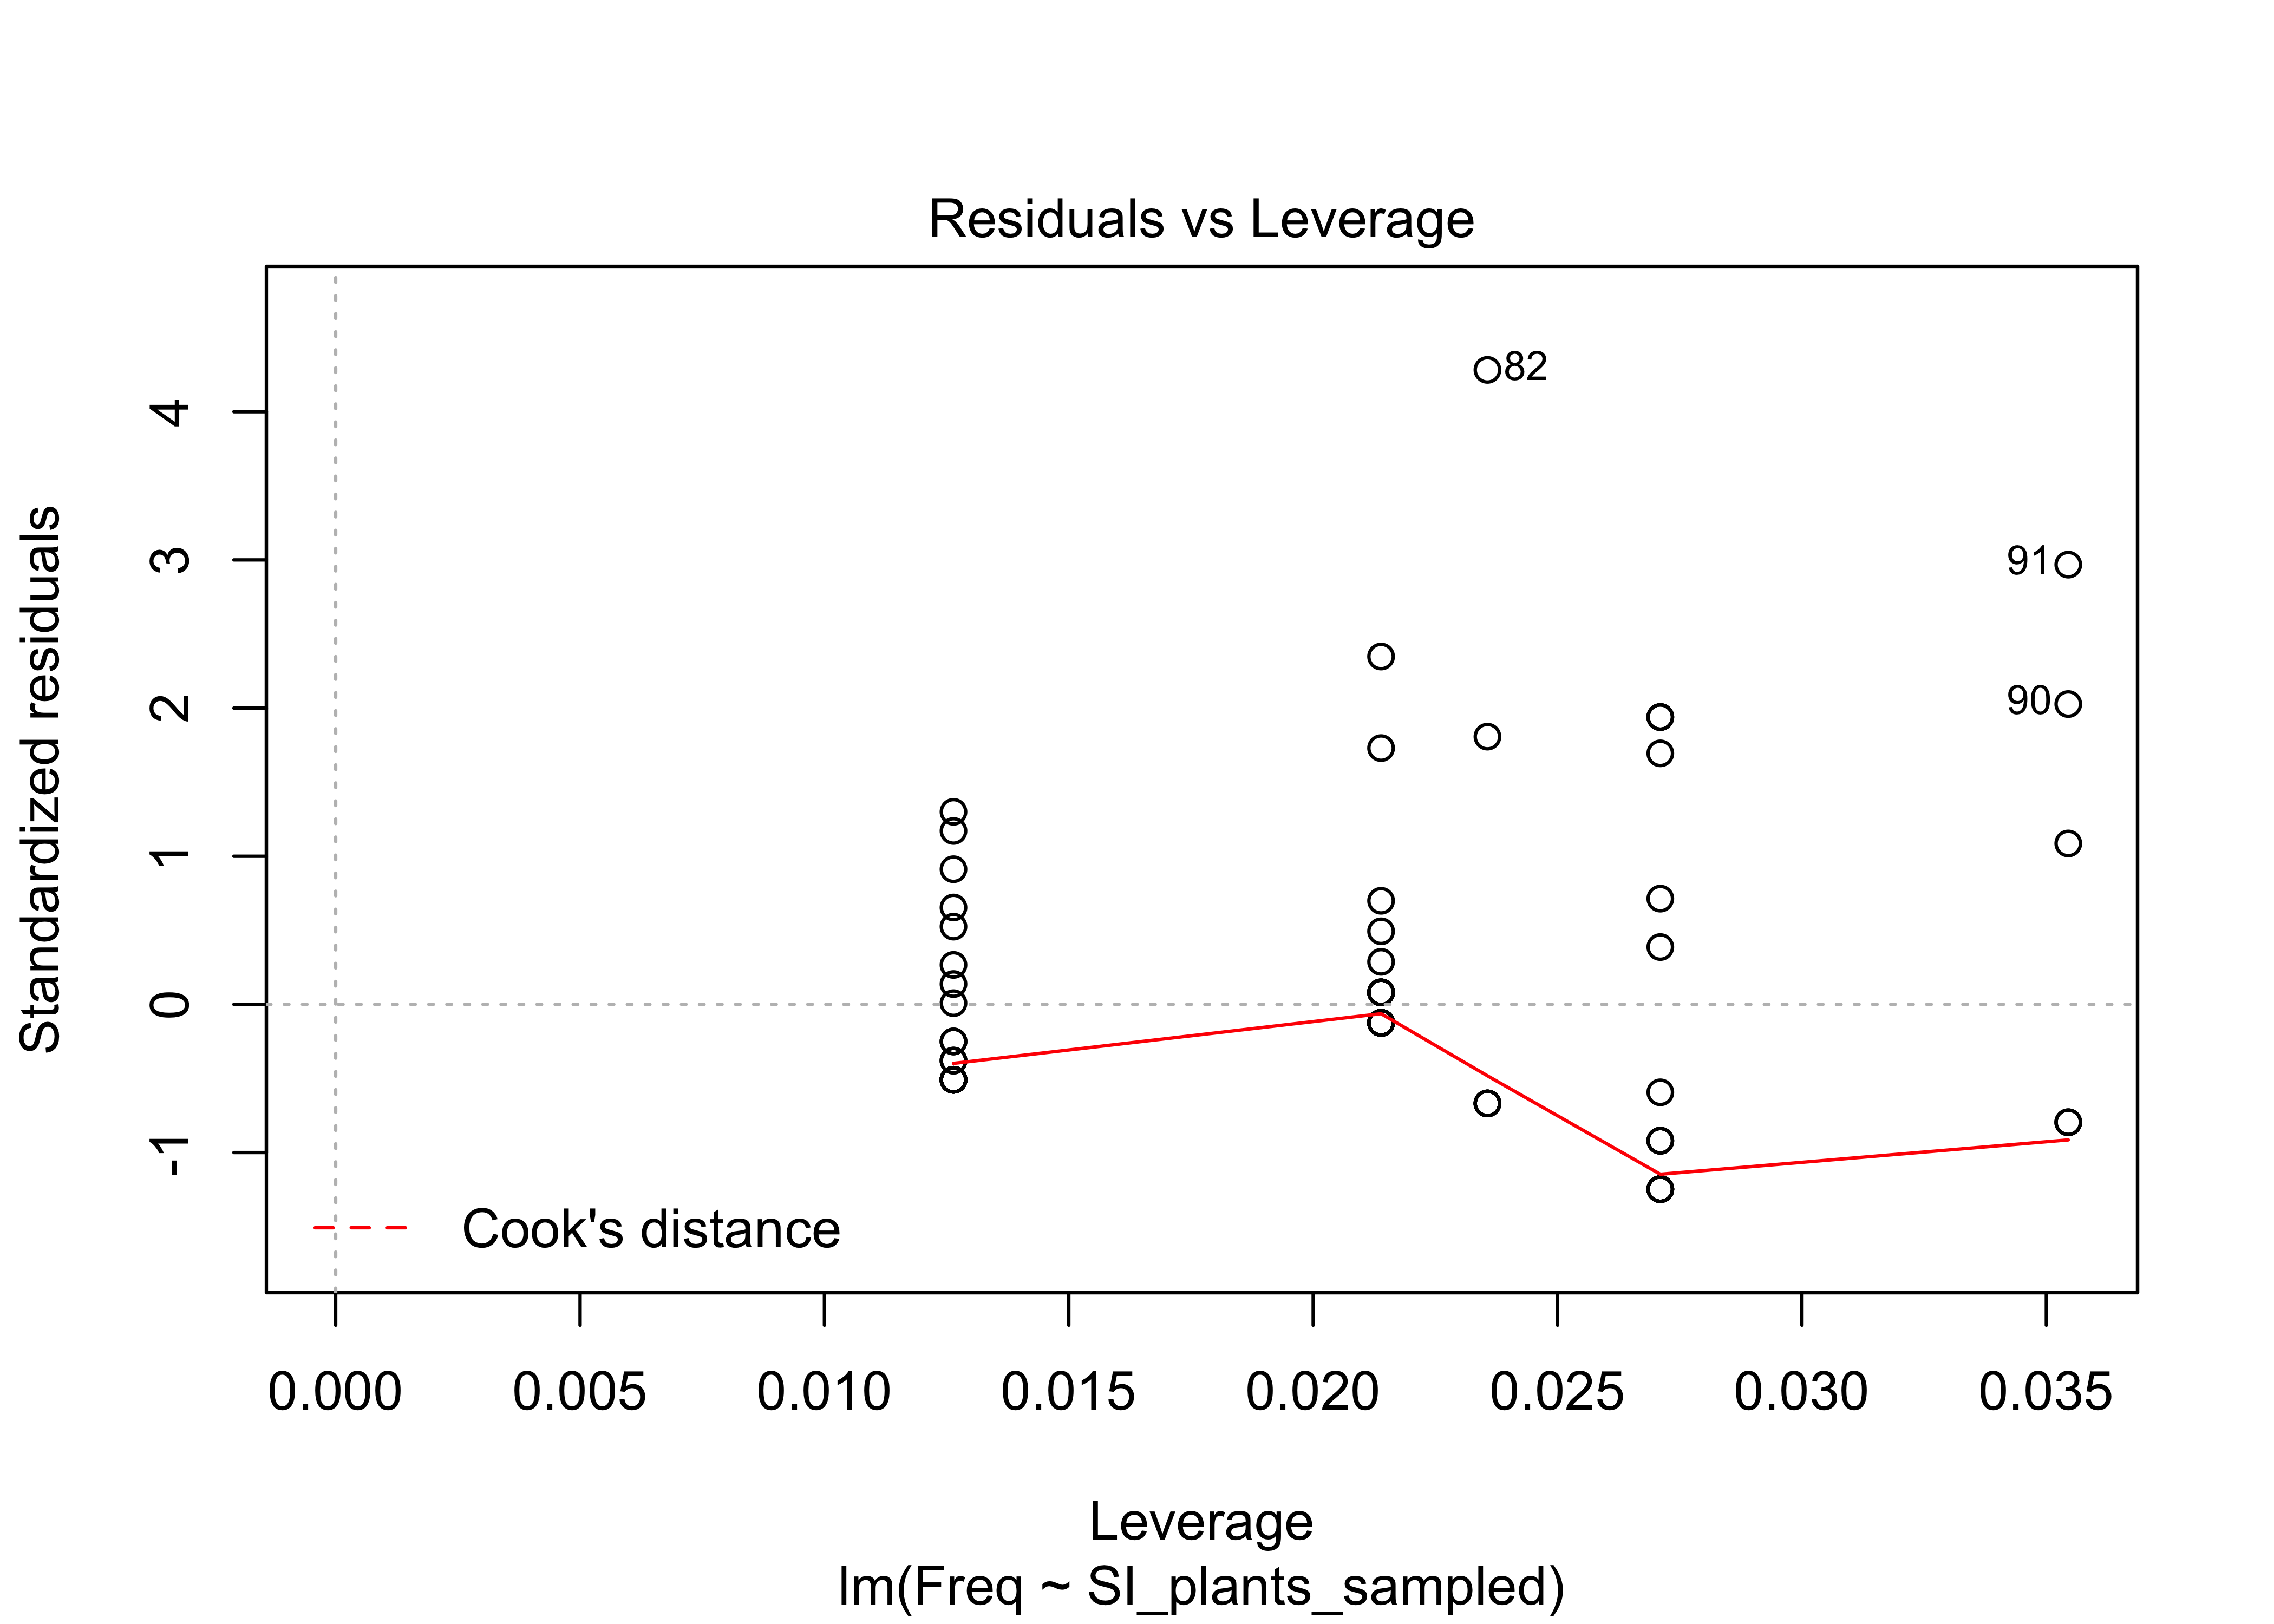 Residuals vs Leverage
Standardized residuals
4
3
2
1
0
-1
82
91
90
Cook's distance
0.000 0.005 0.010 0.015 0.020 0.025 0.030 0.035
Leverage
lm(Freq ~ SI_plants_sampled)